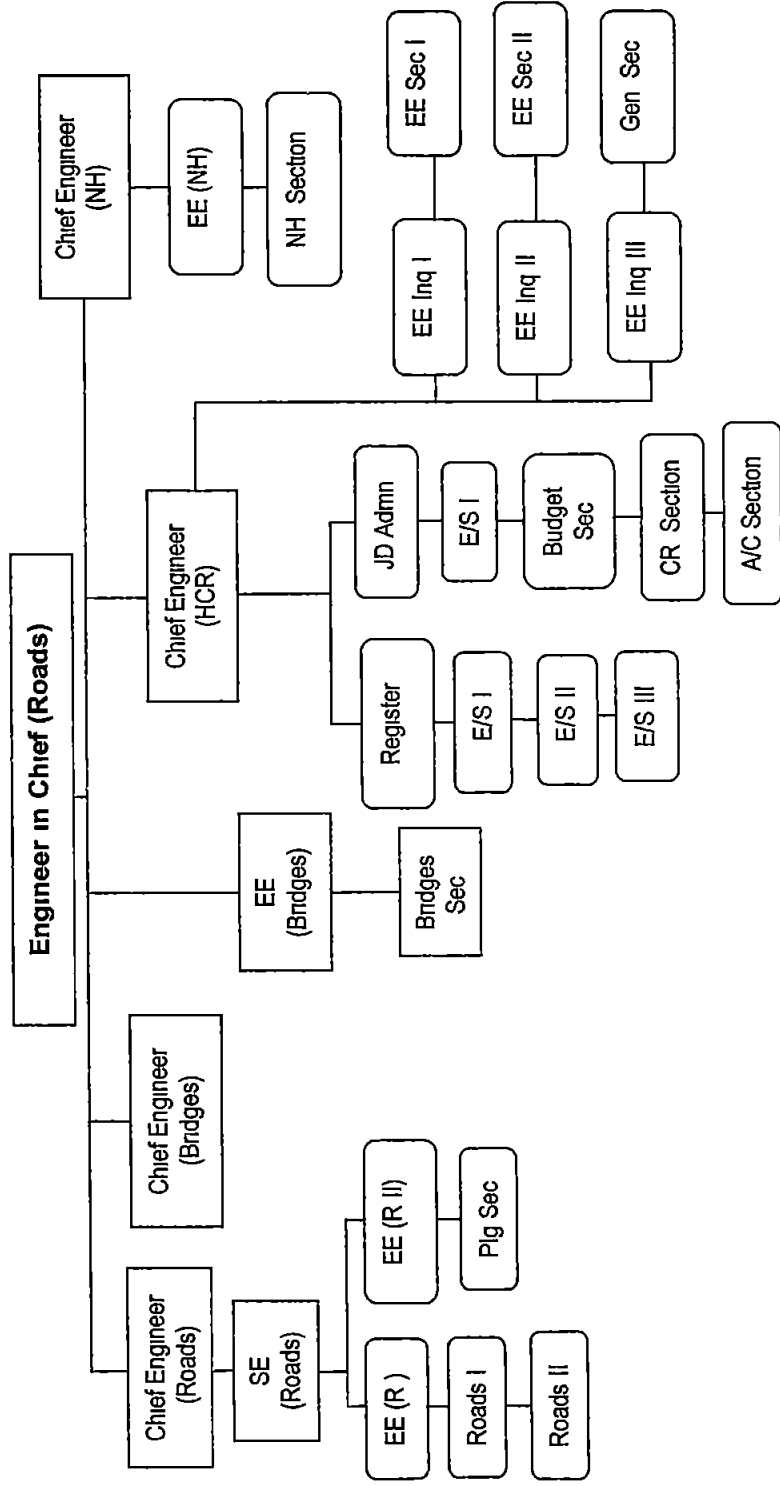 Engineer in Chief (Roads)
Chief Engineer
(Roads)
SE
(Roads)
EE (R )
Roads I
Roads II
EE (R II)
Plg Sec
Chief Engineer
(Bridges)
EE
(Bridges)
Bridges
Sec
Chief Engineer
(HCR)
Register
E/S I
E/S II
E/S III
JD Admn
E/S I
Budget
Sec
CR Section
A/C Section
EE Inq I
EE Sec I
EE Inq II
EE Sec II
EE Inq III
Gen Sec
Chief Engineer
(NH)
EE (NH)
NH Section